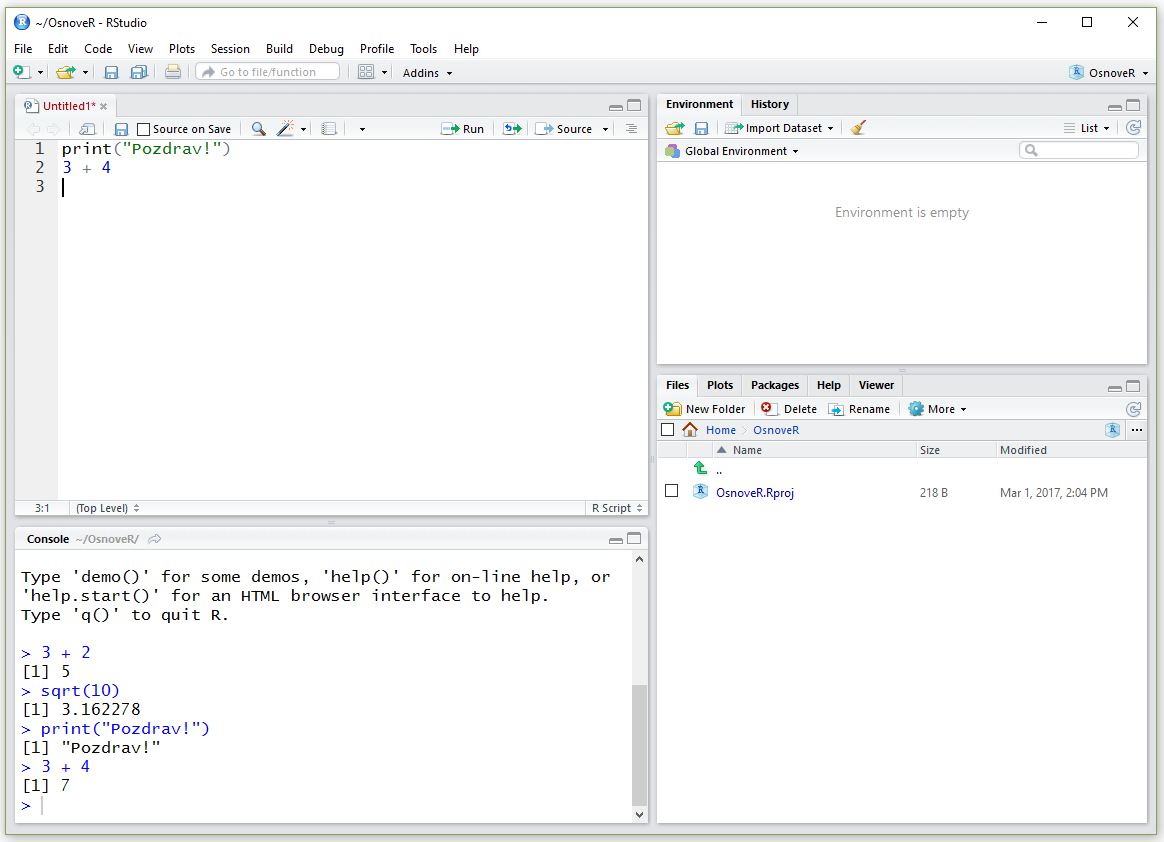 ~/OsnoveR - RStudio
File Edit Code View Plots Session Build Debug Profile Tools Help
Go to file/function Addins OsnoveR
Untitled1*
Source on Save Run Source
1 print("Pozdrav!")
2 3 + 4
3
3:1 (Top Level) R Script
Console ~/OsnoveR/
Type 'demo()' for some demos, 'help()' for on-line help, or
'help.start()' for an HTML browser interface to help.
Type 'q()' to quit R.
> 3 + 2
[1] 5
> sqrt(10)
[1] 3.162278
> print("Pozdrav!")
[1] "Pozdrav!"
> 3 + 4
[1] 7
>
Environment History
Import Dataset List
Global Environment
Environment is empty
Files Plots Packages Help Viewer
New Folder Delete Rename More
Home OsnoveR
Name Size Modified
..
OsnoveR.Rproj 218 B Mar 1, 2017, 2:04 PM